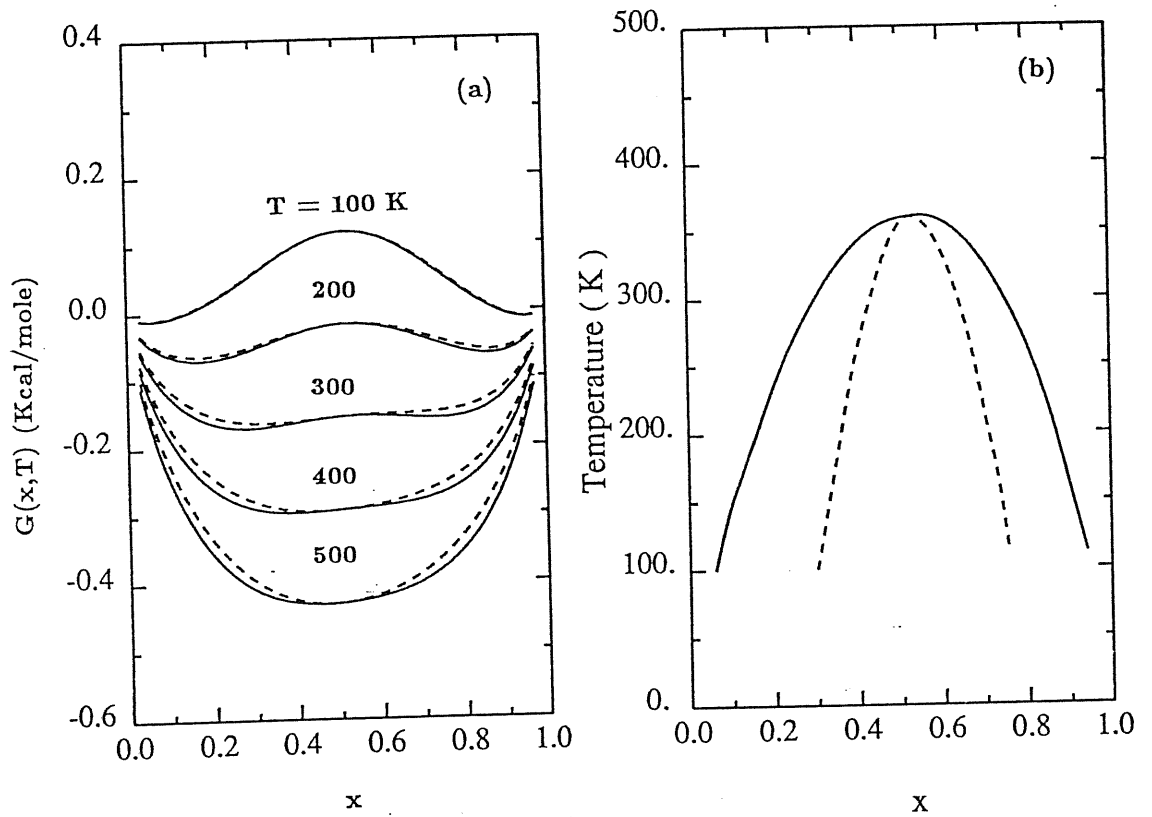 0.4
0.2
0.0
-0.2
-0.4
-0.6
0.0 0.2 0.4 0.6 0.8 1.0
x
G(x,T) (Kcal/mole)
(a)
T = 100 K
200
300
400
500
500.
400.
300.
200.
100.
0.
0.0 0.2 0.4 0.6 0.8 1.0
x
Temperature ( K )
(b)